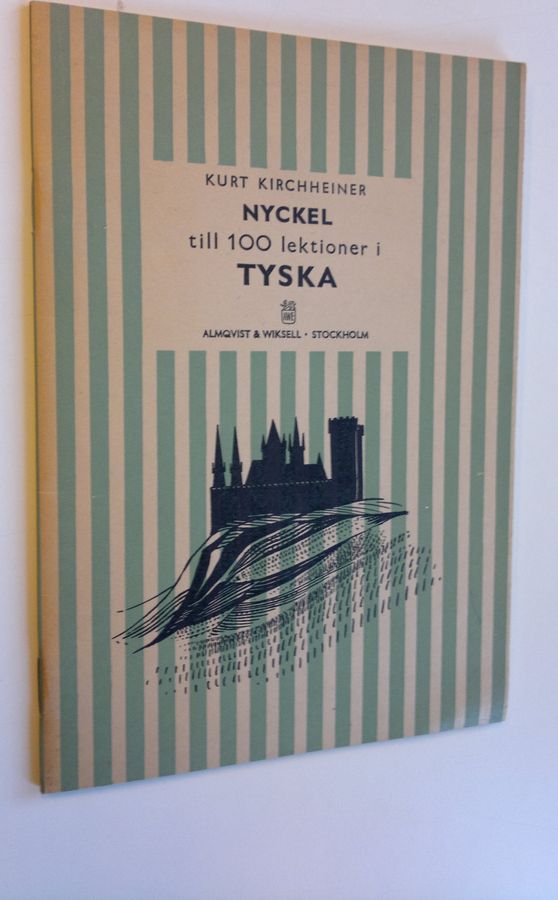 KURT KIRCHHEINER
NYCKEL
till 100 lektioner i
TYSKA
AWE
ALMQVIST & WIKSELL · STOCKHOLM